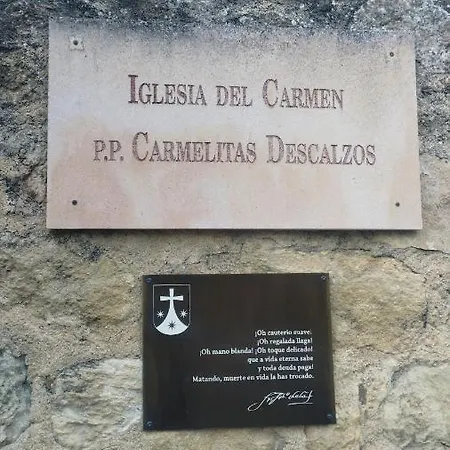 IGLESIA DEL CARMEN
P.P. CARMELITAS DESCALZOS
¡Oh cauterio suave!
¡Oh regalada llaga!
¡Oh mano blanda! ¡Oh toque delicado!
que a vida eterna sabe
y toda deuda paga!
Matando, muerte en vida la has trocado.